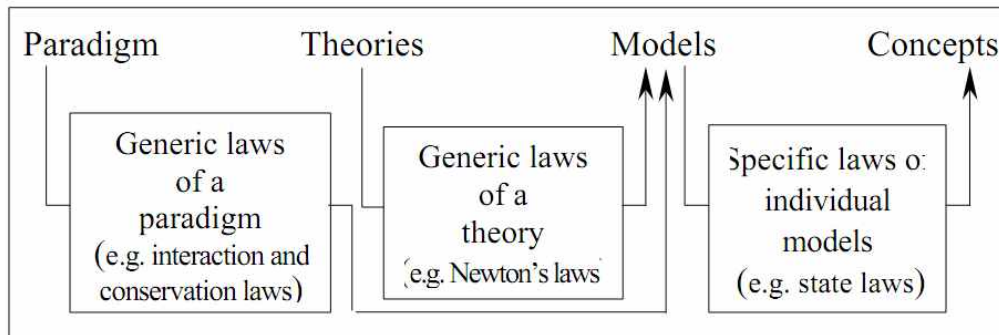 Paradigm Theories Models Concepts
Generic laws
of a
paradigm
(e.g. interaction and
conservation laws)
Generic laws
of a
theory
(e.g. Newton's laws
Specific laws o
individual
models
(e.g. state laws)